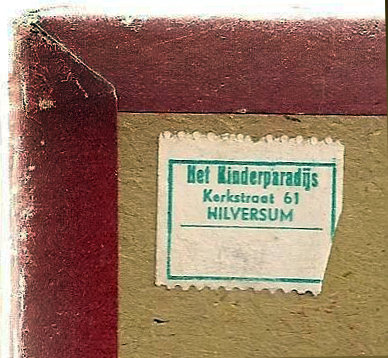 Het Kinderparadijs
Kerkstraat 61
HILVERSUM